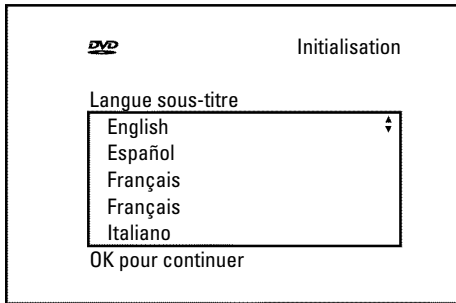 DVD Initialisation
Langue sous-titre
English
Español
Français
Français
Italiano
OK pour continuer